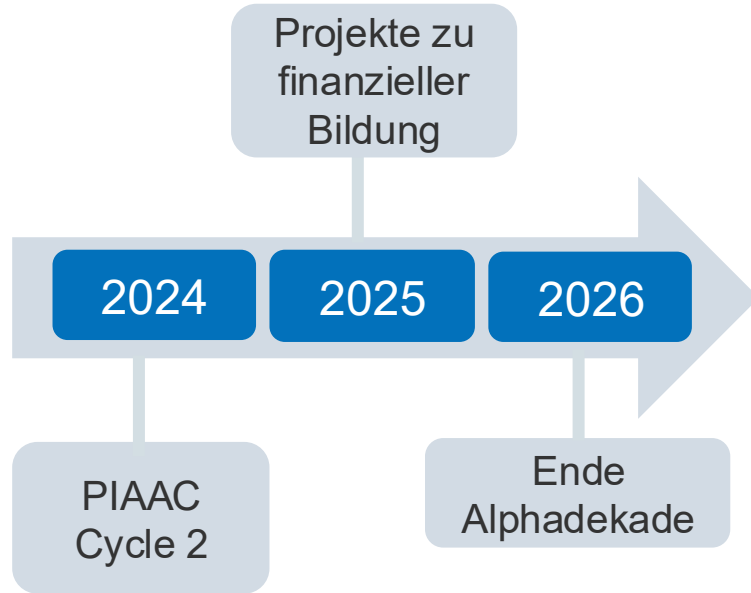 Projekte zu
finanzieller
Bildung
2024
2025
2026
PIAAC
Cycle 2
Ende
Alphadekade